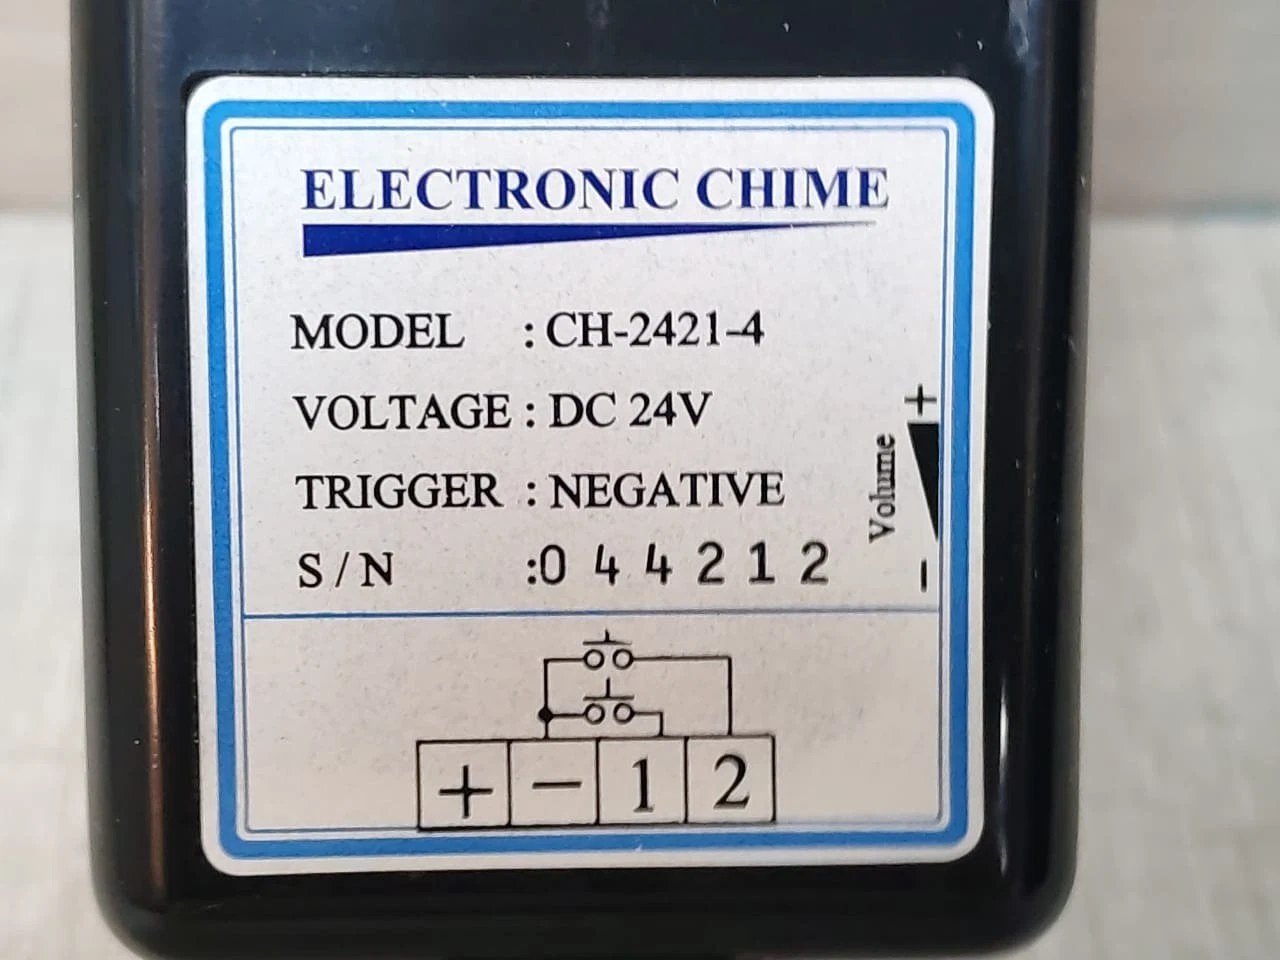 ELECTRONIC CHIME
MODEL : CH-2421-4
VOLTAGE : DC 24V
TRIGGER : NEGATIVE
S / N :0 4 4 2 1 2
+
Volume
-
+ - 1 2